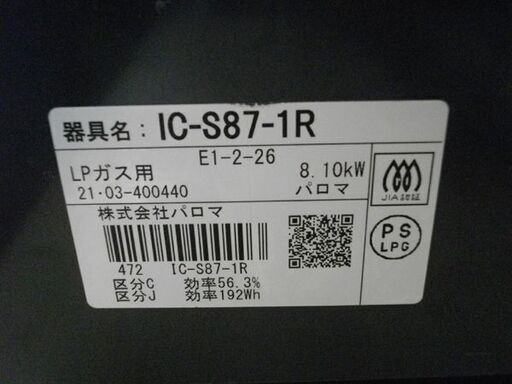 器具名：IC-S87-1R
E1-2-26
LPガス用 8.10kW
21・03-400440 パロマ
JIA認証
株式会社パロマ
PS
LPG
472 IC-S87-1R
区分C 効率56.3%
区分J 効率192Wh